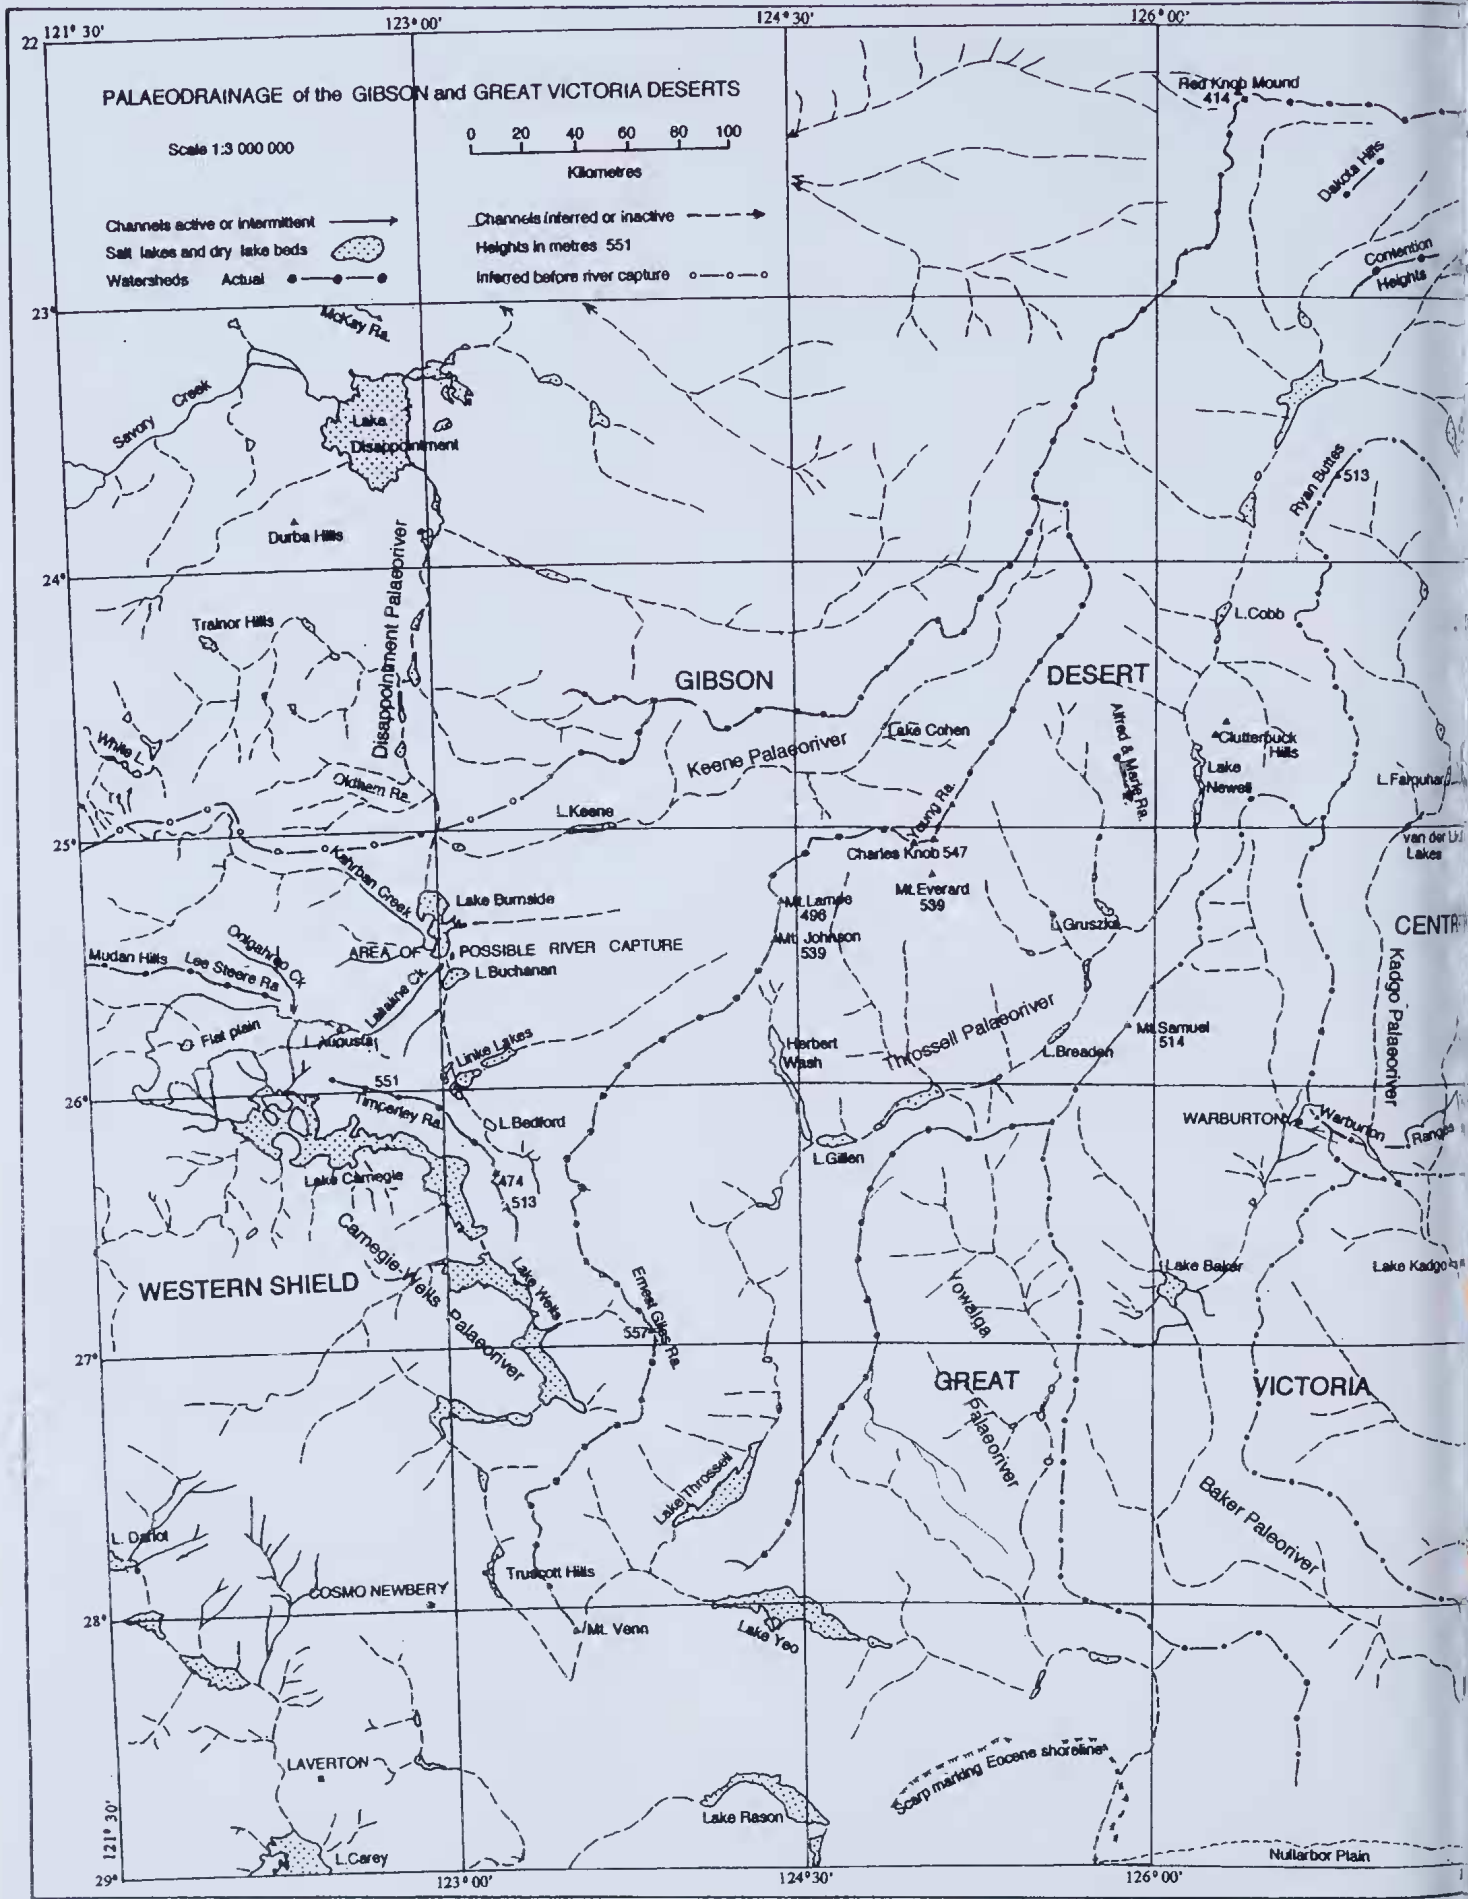 121° 30'
123° 00'
124° 30'
126° 00'
22
PALAEODRAINAGE of the GIBSON and GREAT VICTORIA DESERTS
Scale 1:3 000 000
0 20 40 60 80 100
Kilometres
Channels active or intermittent
Salt lakes and dry lake beds
Watersheds Actual
Channels inferred or inactive
Heights in metres 551
Inferred before river capture
Red Knob Mound
414
Dakota Hills
Contention
Heights
23°
McKay Ra.
Savory Creek
Lake
Disappointment
Ryan Buttes
513
Durba Hills
Disappointment Palaeoriver
24°
Trainor Hills
L.Cobb
GIBSON
DESERT
White L.
Oldham Ra.
Keene Palaeoriver
Lake Cohen
Alfred & Marie Ra.
Clutterbuck
Hills
Lake
Newell
L.Farquhar
L.Keene
Young Ra.
25°
Charles Knob 547
van der
Lakes
Kahrban Creek
Lake Burnside
Mt.Everard
539
498
Mt. Johnson
539
L.Gruszka
CENTR
AREA OF POSSIBLE RIVER CAPTURE
Mudan Hills
Lee Steere Ra
L.Buchanan
Kadgo Palaeoriver
Flat plain
L.Augusta
Linke Lakes
Herbert
Wash
Throssell Palaeoriver
L.Breaden
Mt.Samuel
514
26°
551
Timperley Ra.
L.Bedford
WARBURTON
Warburton
Ranges
L.Gillen
Lake Carnegie
474
513
Carnegie-Wells Palaeoriver
WESTERN SHIELD
Lake Wells
Ernest Giles Ra.
557
Yowalga Palaeoriver
Lake Baker
Lake Kadgo
27°
GREAT
VICTORIA
Lake Throssell
Baker Paleoriver
L. Darlot
Truscott Hills
COSMO NEWBERY
28°
Mt. Venn
Lake Yeo
LAVERTON
Scarp marking Eocene shoreline
Lake Rason
121° 30'
L.Carey
Nullarbor Plain
29°
123° 00'
124° 30'
126° 00'